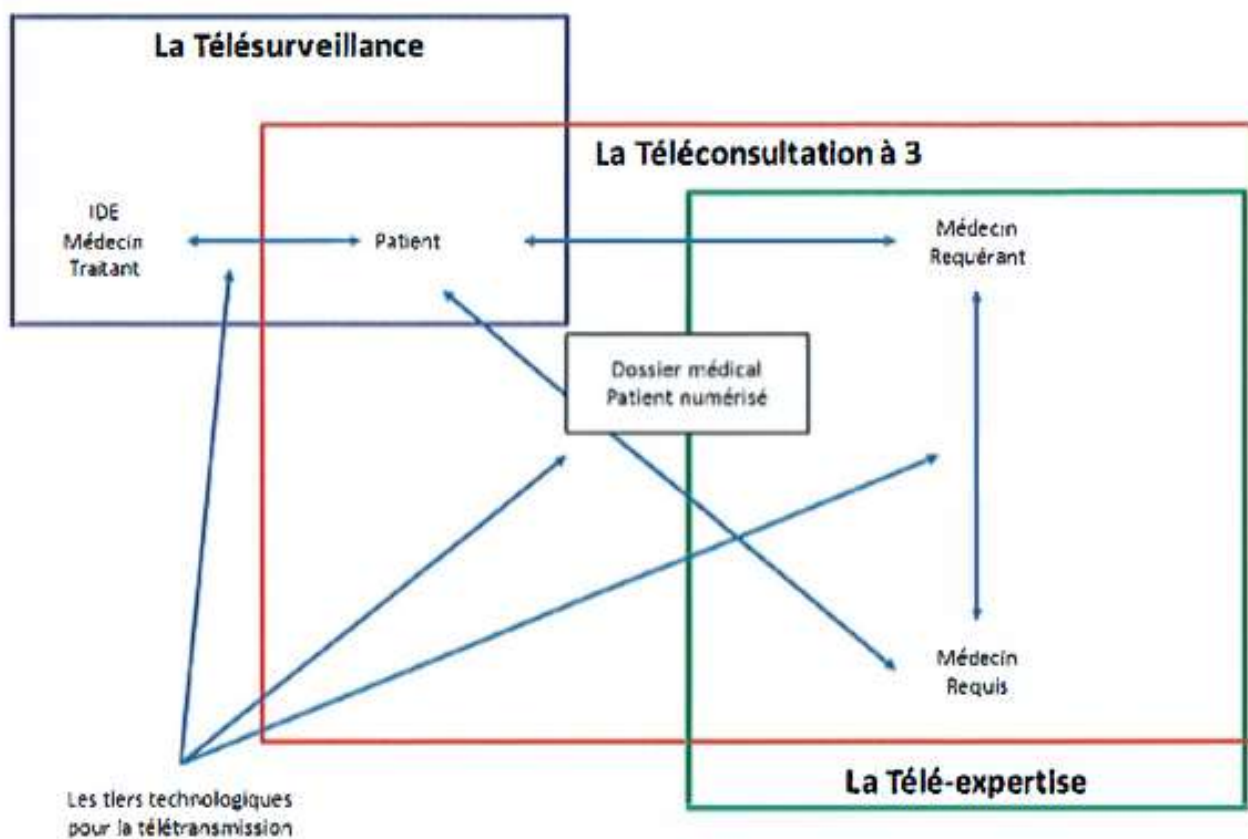 La Télésurveillance
La Téléconsultation à 3
IDE
Médecin
Traitant
Patient
Médecin
Requérant
Dossier médical
Patient numérisé
Médecin
Requis
La Télé-expertise
Les tiers technologiques
pour la télétransmission